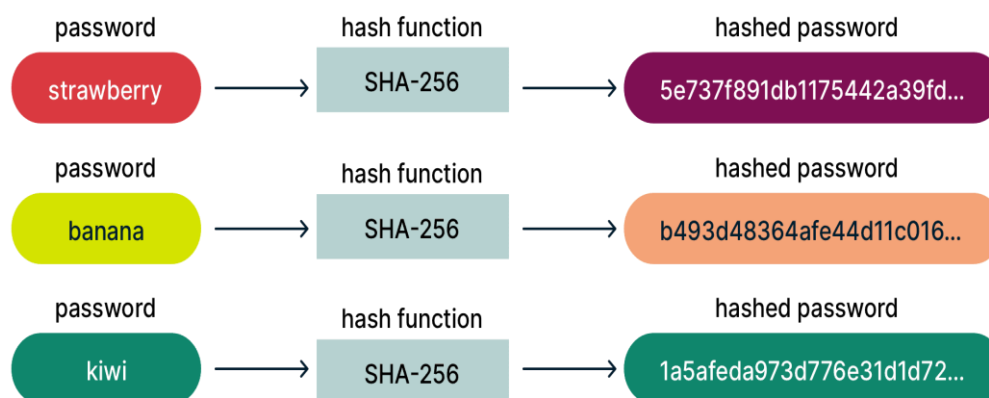 password
hash function
hashed password
strawberry
SHA-256
5e737f891db1175442a39fd...
password
hash function
hashed password
banana
SHA-256
b493d48364afe44d11c016...
password
hash function
hashed password
kiwi
SHA-256
1a5afeda973d776e31d1d72...